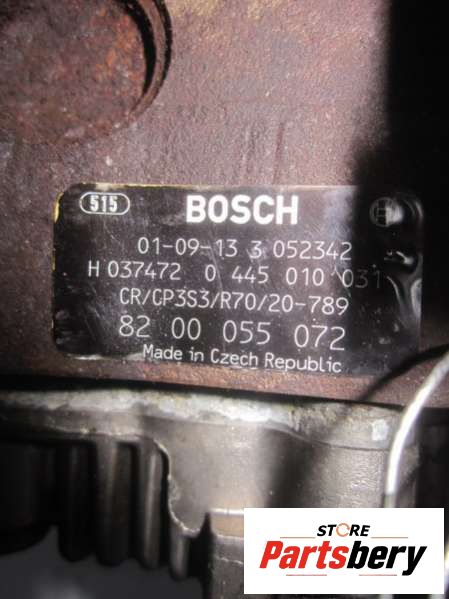 515 BOSCH
01-09-13 3 052342
H 037472 0 445 010 031
CR/CP3S3/R70/20-789
82 00 055 072
Made in Czech Republic
STORE
Partsbery